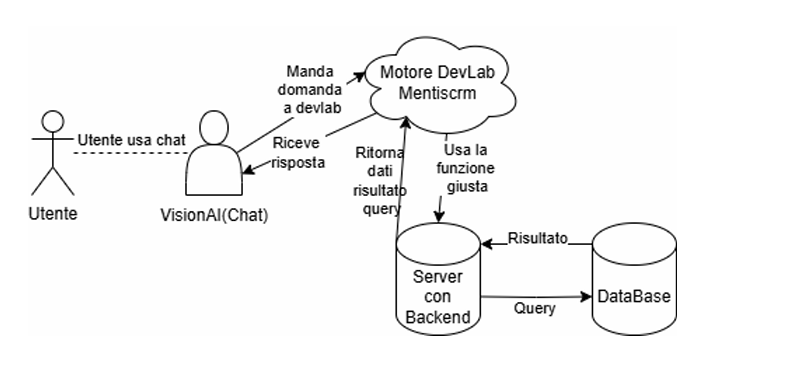 Utente usa chat
Utente
VisionAI(Chat)
Manda
domanda
a devlab
Riceve
risposta
Motore DevLab
Mentiscrm
Ritorna
dati
risultato
query
Usa la
funzione
giusta
Server
con
Backend
Risultato
Query
DataBase